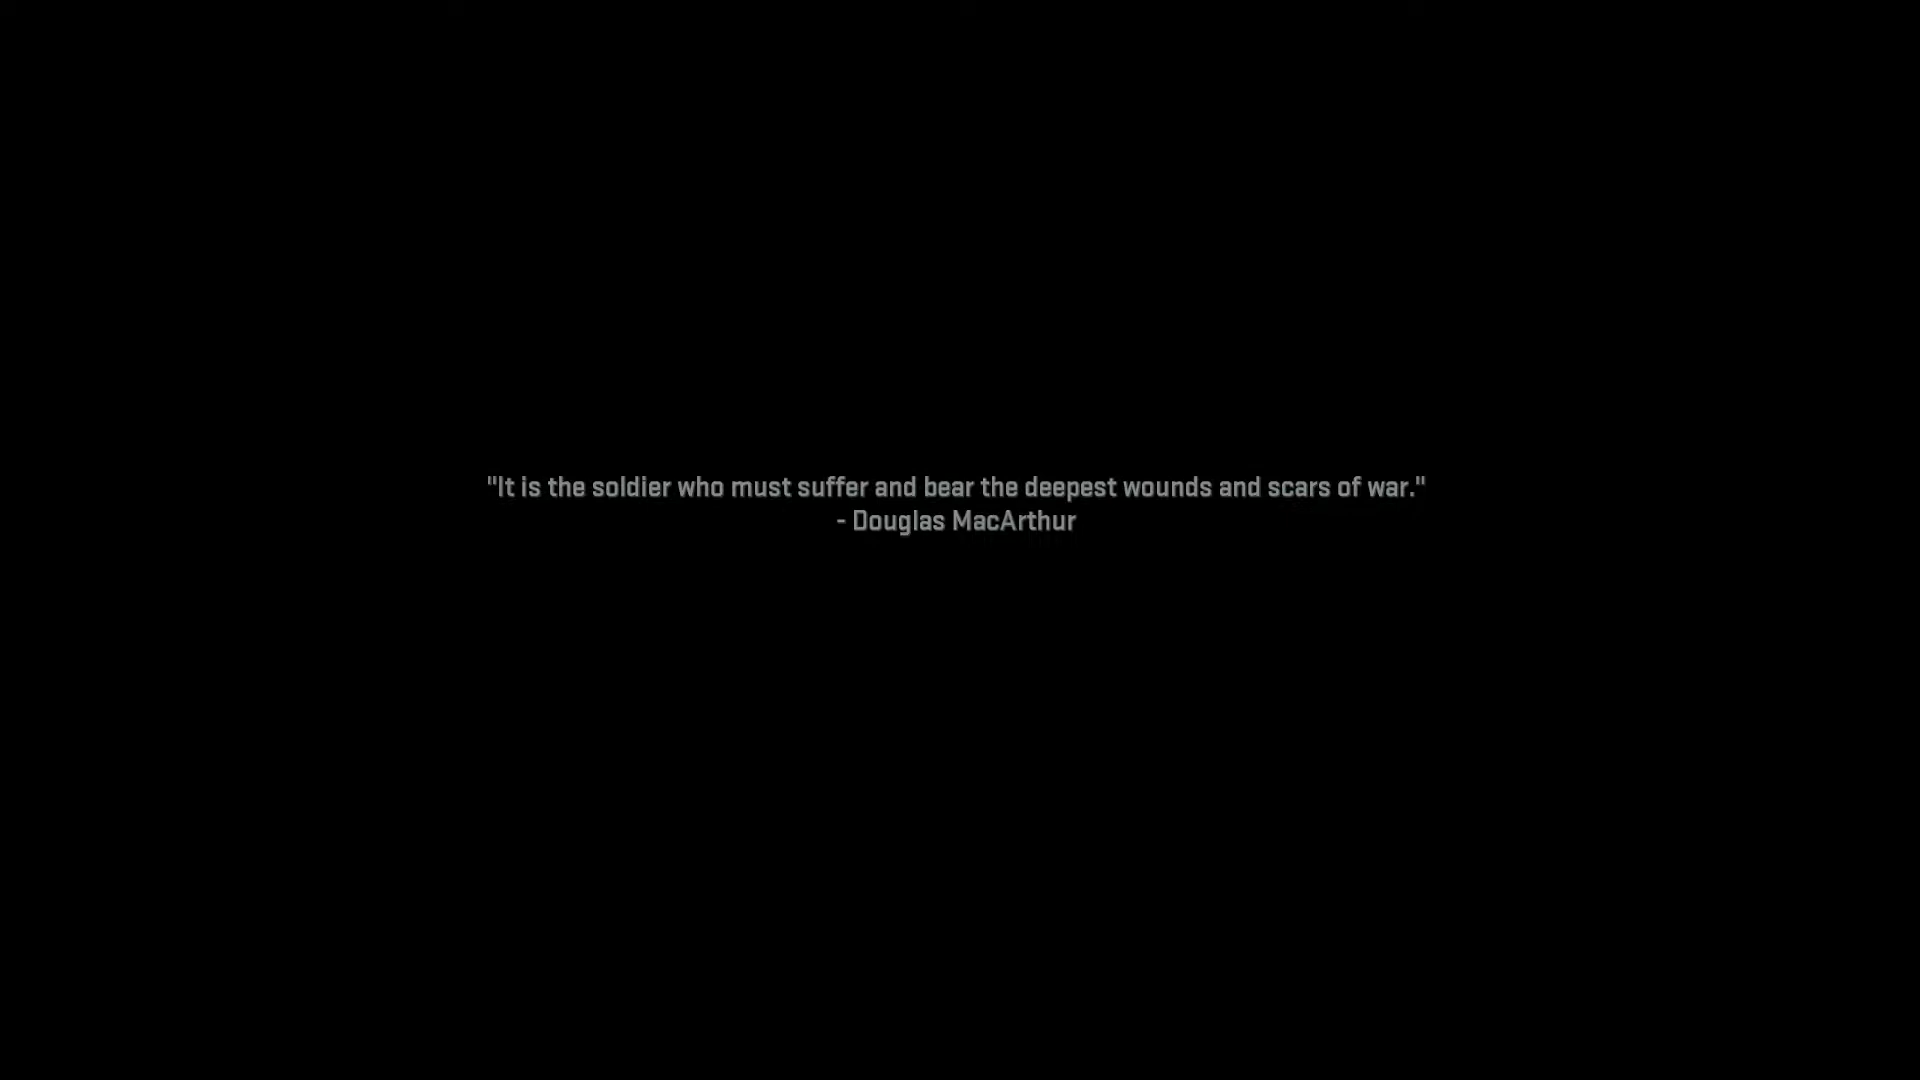 "It is the soldier who must suffer and bear the deepest wounds and scars of war."
- Douglas MacArthur